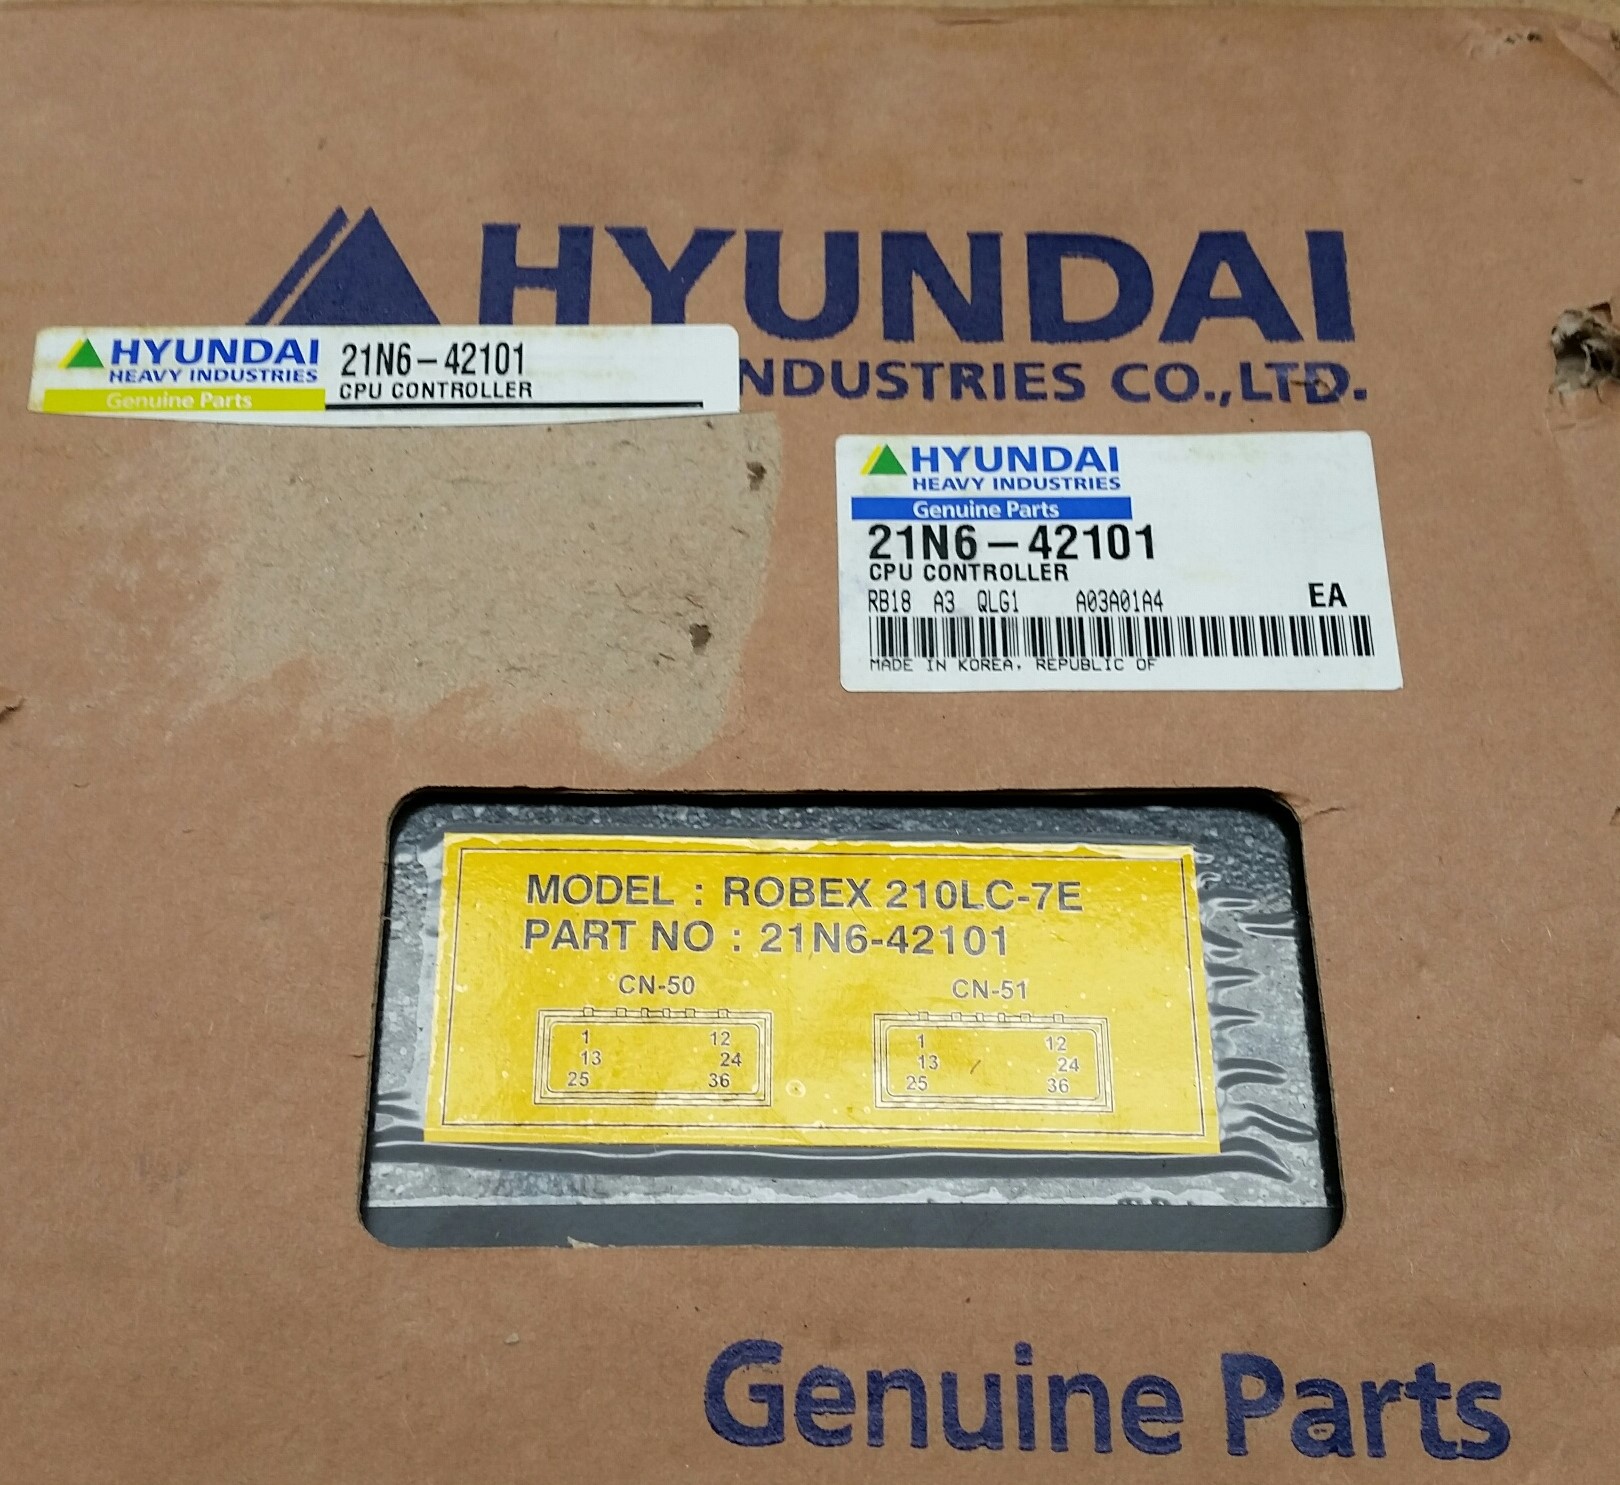 HYUNDAI
NDUSTRIES CO.,LTD.
HYUNDAI
HEAVY INDUSTRIES
Genuine Parts
21N6-42101
CPU CONTROLLER
HYUNDAI
HEAVY INDUSTRIES
Genuine Parts
21N6-42101
CPU CONTROLLER
RB18 A3 QLG1 A03A01A4 EA
MADE IN KOREA, REPUBLIC OF
MODEL : ROBEX 210LC-7E
PART NO : 21N6-42101
CN-50 CN-51
1 12 1 12
13 24 13 24
25 36 25 36
Genuine Parts